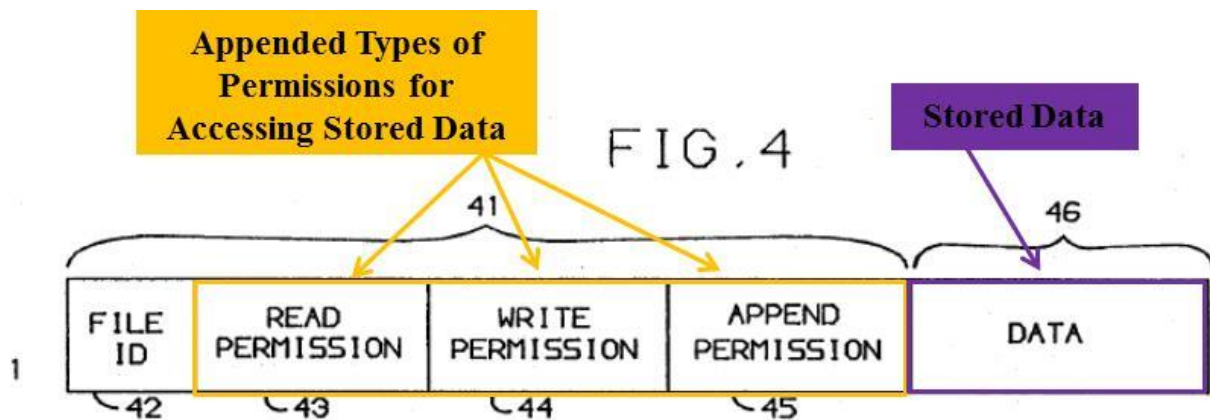 Appended Types of
Permissions for
Accessing Stored Data
Stored Data
FIG.4
41
46
FILE
ID
READ
PERMISSION
WRITE
PERMISSION
APPEND
PERMISSION
DATA
1
42
43
44
45